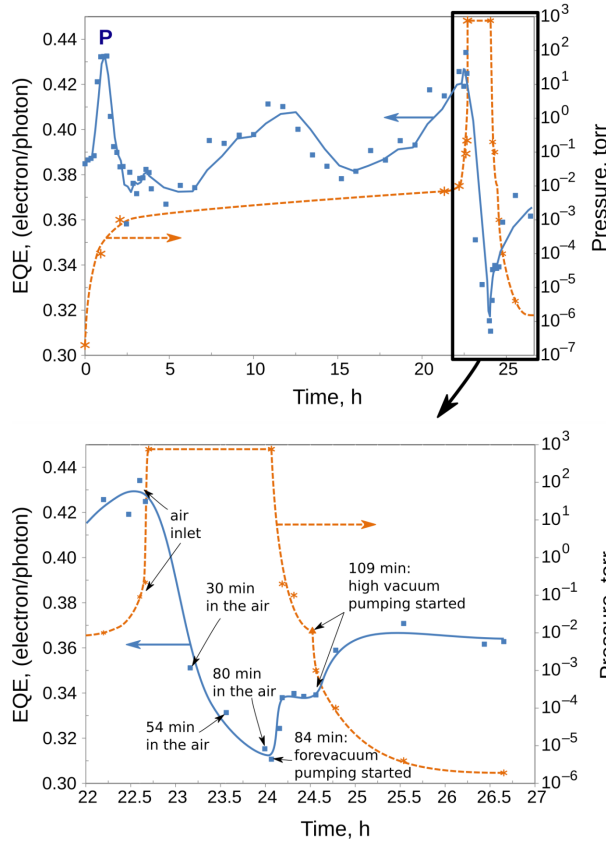 P
EQE, (electron/photon)
0.44
0.42
0.40
0.38
0.36
0.34
0.32
0.30
10³
10²
10¹
10⁰
10⁻¹
10⁻²
10⁻³
10⁻⁴
10⁻⁵
10⁻⁶
10⁻⁷
Pressure, torr
0 5 10 15 20 25
Time, h
EQE, (electron/photon)
0.44
0.42
0.40
0.38
0.36
0.34
0.32
0.30
air
inlet
30 min
in the air
109 min:
high vacuum
pumping started
80 min
in the air
54 min
in the air
84 min:
forevacuum
pumping started
10³
10²
10¹
10⁰
10⁻¹
10⁻²
10⁻³
10⁻⁴
10⁻⁵
10⁻⁶
Pressure, torr
22 22.5 23 23.5 24 24.5 25 25.5 26 26.5 27
Time, h